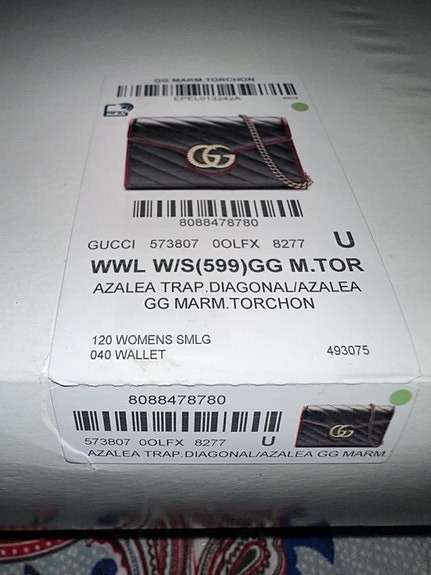 GG MARM.TORCHON
EPEL013242A
8088478780
GUCCI 573807 0OLFX 8277 U
WWL W/S(599)GG M.TOR
AZALEA TRAP.DIAGONAL/AZALEA
GG MARM.TORCHON
120 WOMENS SMLG
040 WALLET 493075
8088478780
573807 0OLFX 8277 U
AZALEA TRAP.DIAGONAL/AZALEA GG MARM